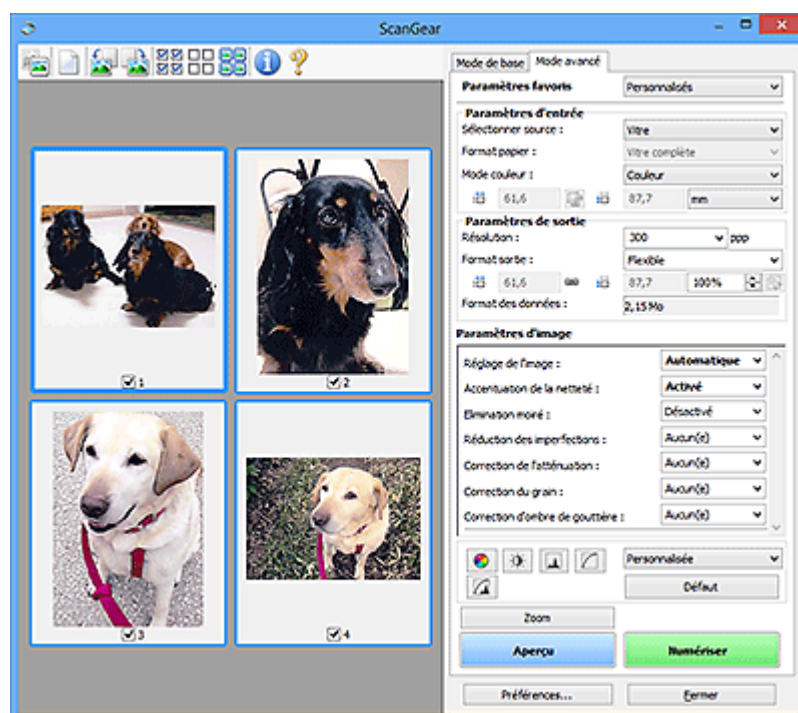 ScanGear
Mode de base Mode avancé
Paramètres favoris Personnalisés
Paramètres d'entrée
Sélectionner source : Vitre
Format papier : Vitre complète
Mode couleur : Couleur
61,6 87,7 mm
Paramètres de sortie
Résolution : 300 ppp
Format sortie : Flexible
61,6 87,7 100%
Format des données : 2,15 Mo
Paramètres d'image
Réglage de l'image : Automatique
Accentuation de la netteté : Activé
Elimination moiré : Désactivé
Réduction des imperfections : Aucun(e)
Correction de l'atténuation : Aucun(e)
Correction du grain : Aucun(e)
Correction d'ombre de gouttière : Aucun(e)
1
2
3
4
Personnalisée
Défaut
Zoom
Aperçu Numériser
Préférences... Fermer